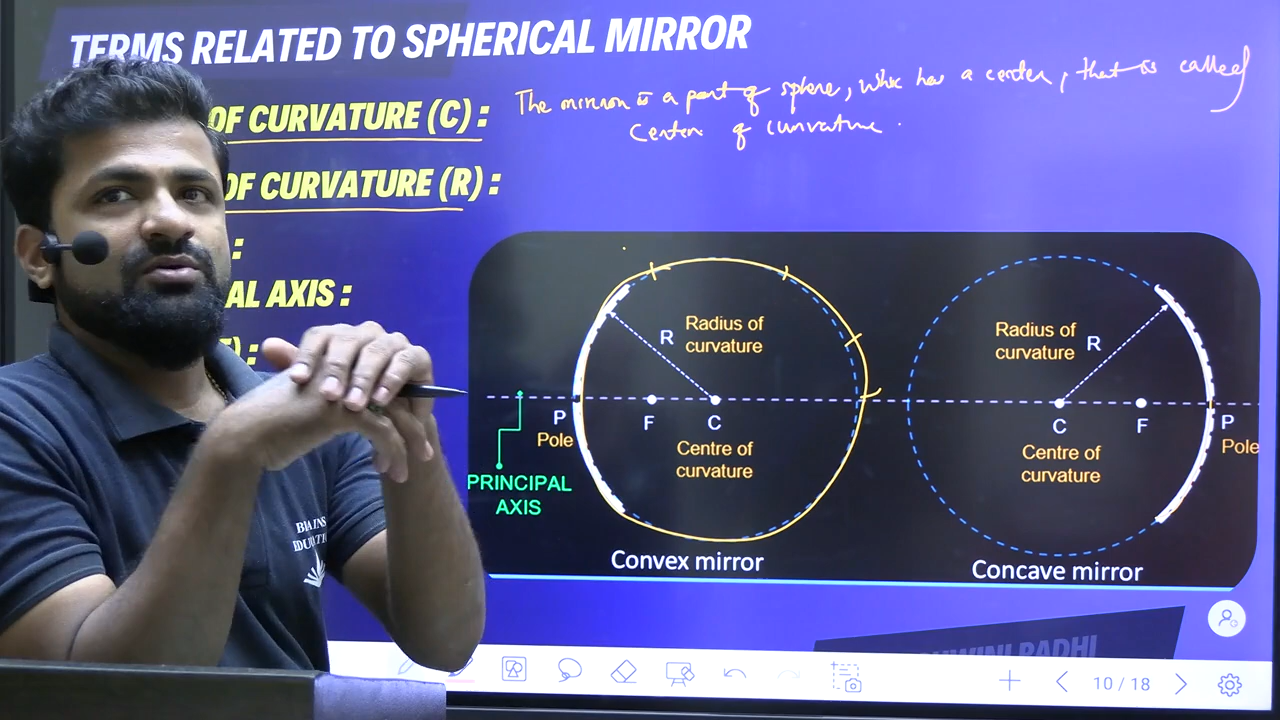 TERMS RELATED TO SPHERICAL MIRROR
OF CURVATURE (C) :
The mirror is a part of sphere, which has a center, that is called
Center of curvature.
OF CURVATURE (R) :
:
AL AXIS :
) :
R
Radius of
curvature
P
Pole
F
C
Centre of
curvature
PRINCIPAL
AXIS
Convex mirror
Radius of
curvature
R
C
F
P
Pole
Centre of
curvature
Concave mirror
PADHI
10 / 18